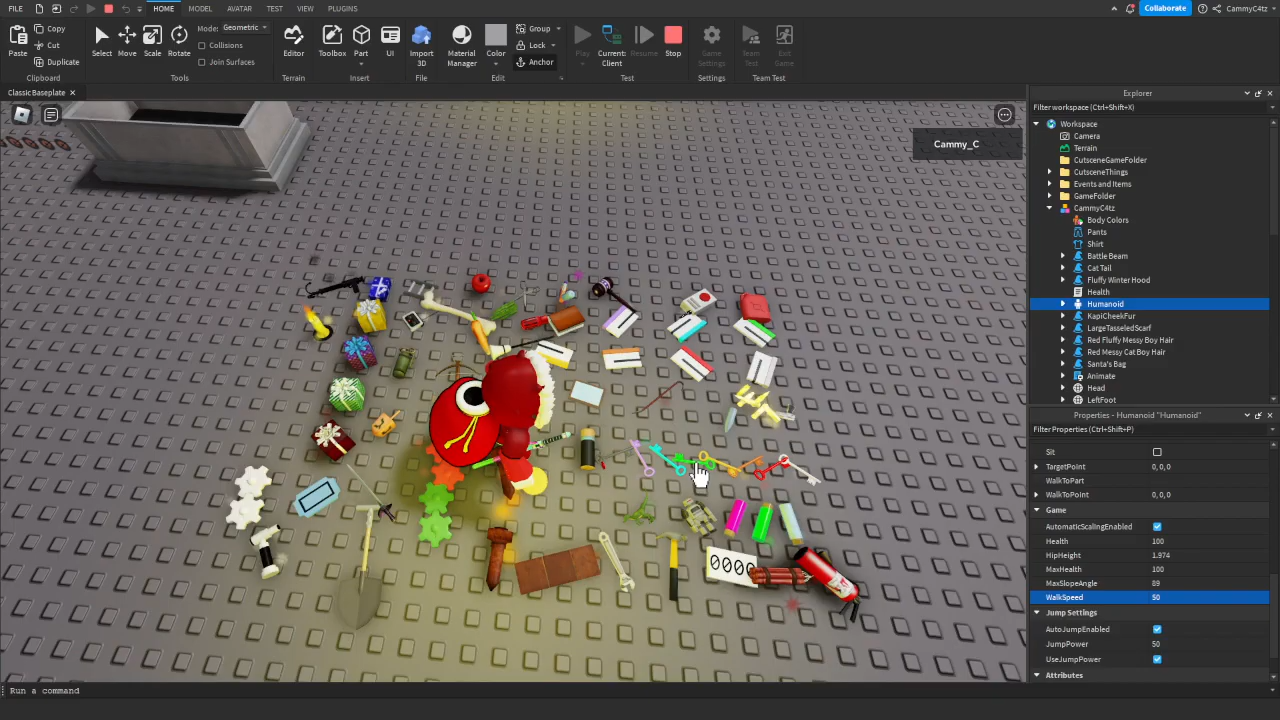 FILE
HOME
MODEL
AVATAR
TEST
VIEW
PLUGINS
Collaborate
CammyC4tz
Paste
Copy
Cut
Duplicate
Clipboard
Select
Move
Scale
Rotate
Mode: Geometric
Collisions
Join Surfaces
Tools
Editor
Terrain
Toolbox
Part
UI
Insert
Import
3D
File
Material
Manager
Color
Group
Lock
Anchor
Edit
Play
Current:
Client
Resume
Stop
Test
Game
Settings
Settings
Team
Test
Exit
Game
Team Test
Classic Baseplate
Cammy_C
0000
Explorer
Filter workspace (Ctrl+Shift+X)
Workspace
Camera
Terrain
CutsceneGameFolder
CutsceneThings
Events and Items
GameFolder
CammyC4tz
Body Colors
Pants
Shirt
Battle Beam
Cat Tail
Fluffy Winter Hood
Health
Humanoid
KapiCheekFur
LargeTasseledScarf
Red Fluffy Messy Boy Hair
Red Messy Cat Boy Hair
Santa's Bag
Animate
Head
LeftFoot
Properties - Humanoid "Humanoid"
Filter Properties (Ctrl+Shift+P)
Sit
TargetPoint 0, 0, 0
WalkToPart
WalkToPoint 0, 0, 0
Game
AutomaticScalingEnabled
Health 100
HipHeight 1.974
MaxHealth 100
MaxSlopeAngle 89
WalkSpeed 50
Jump Settings
AutoJumpEnabled
JumpPower 50
UseJumpPower
Attributes
Run a command